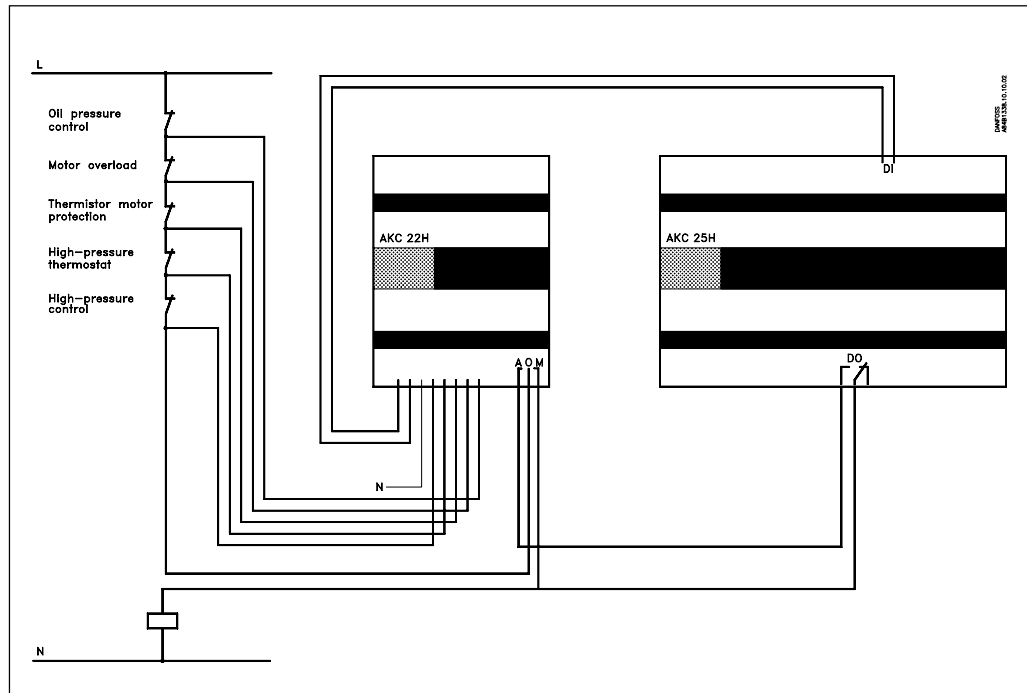 L
Oil pressure
control
Motor overload
Thermistor motor
protection
High-pressure
thermostat
High-pressure
control
N
AKC 22H
A O M
N
DI
AKC 25H
DO
DANFOSS